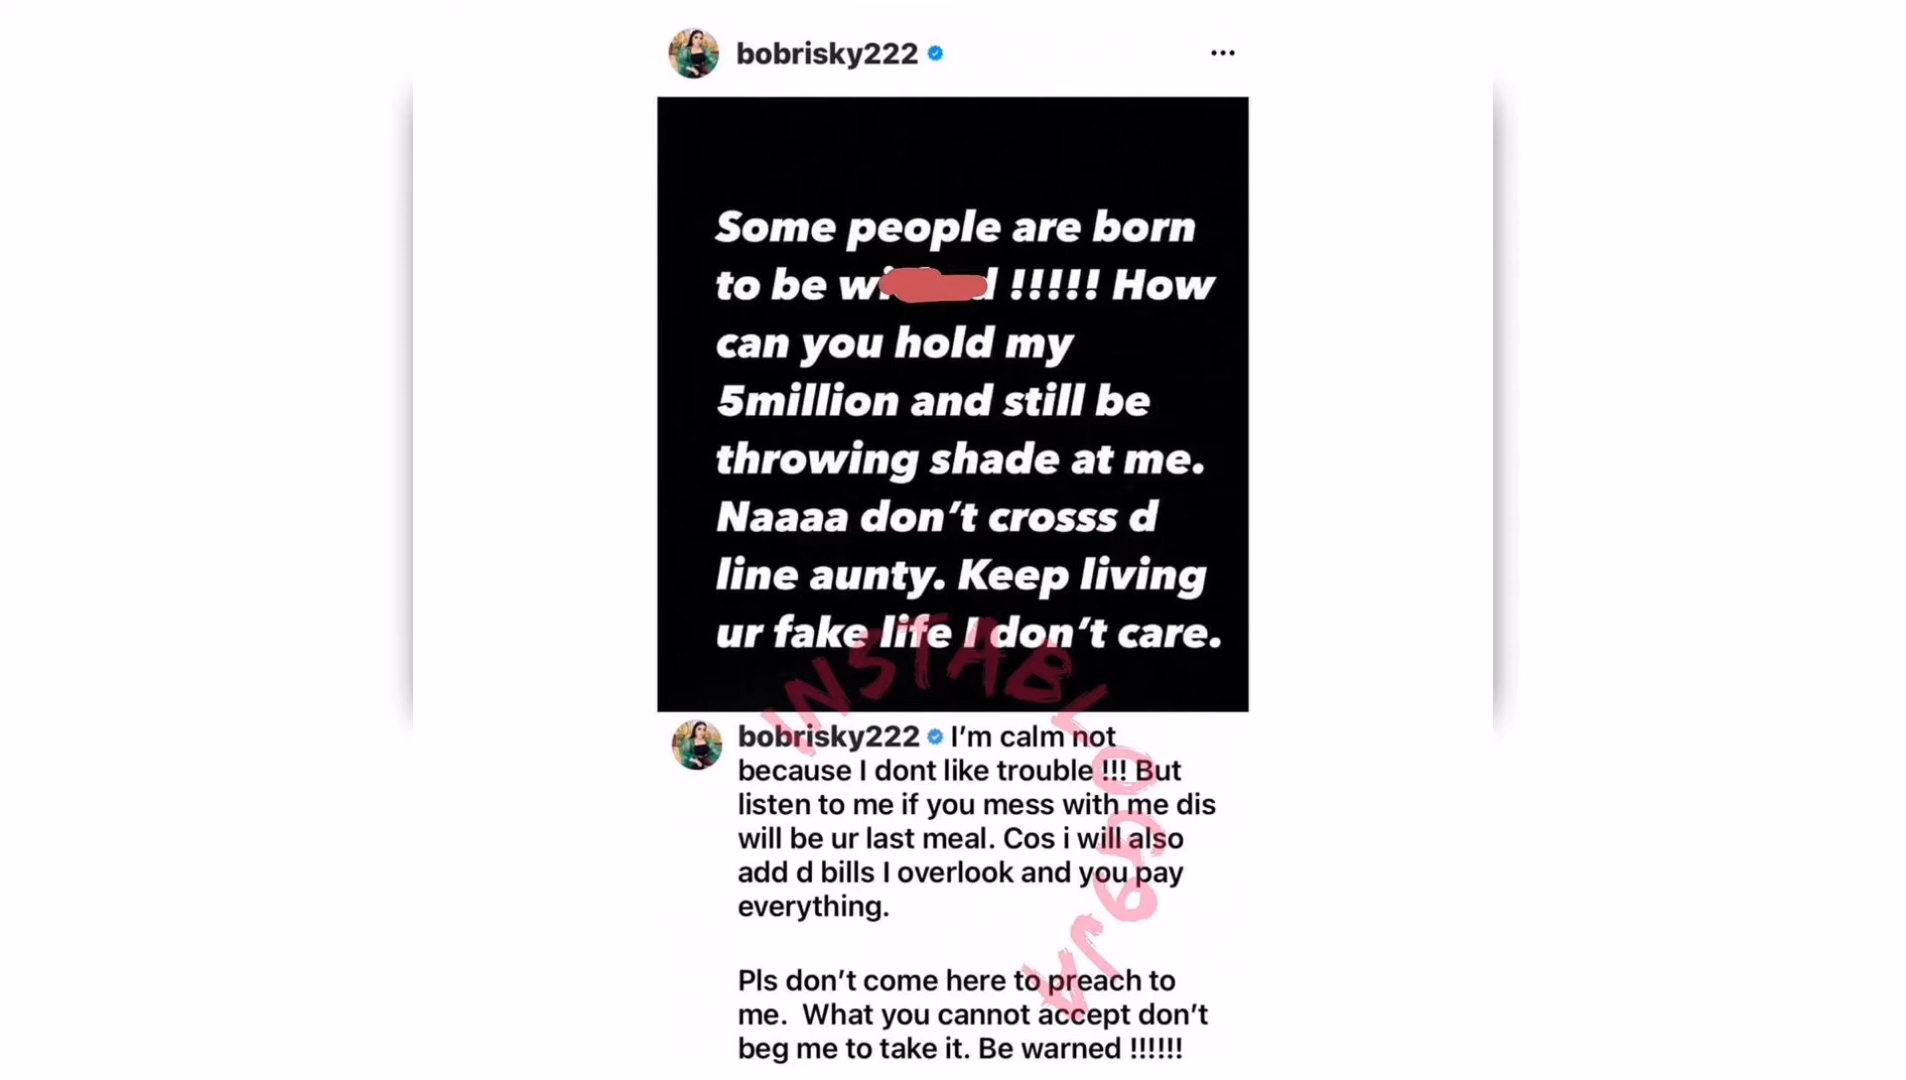 bobrisky222
Some people are born
to be !!!!! How
can you hold my
5million and still be
throwing shade at me.
Naaaa don't crosss d
line aunty. Keep living
ur fake life I don't care.
INSTABLOG9JA
bobrisky222 I'm calm not
because I dont like trouble !!! But
listen to me if you mess with me dis
will be ur last meal. Cos i will also
add d bills I overlook and you pay
everything.
Pls don't come here to preach to
me. What you cannot accept don't
beg me to take it. Be warned !!!!!!